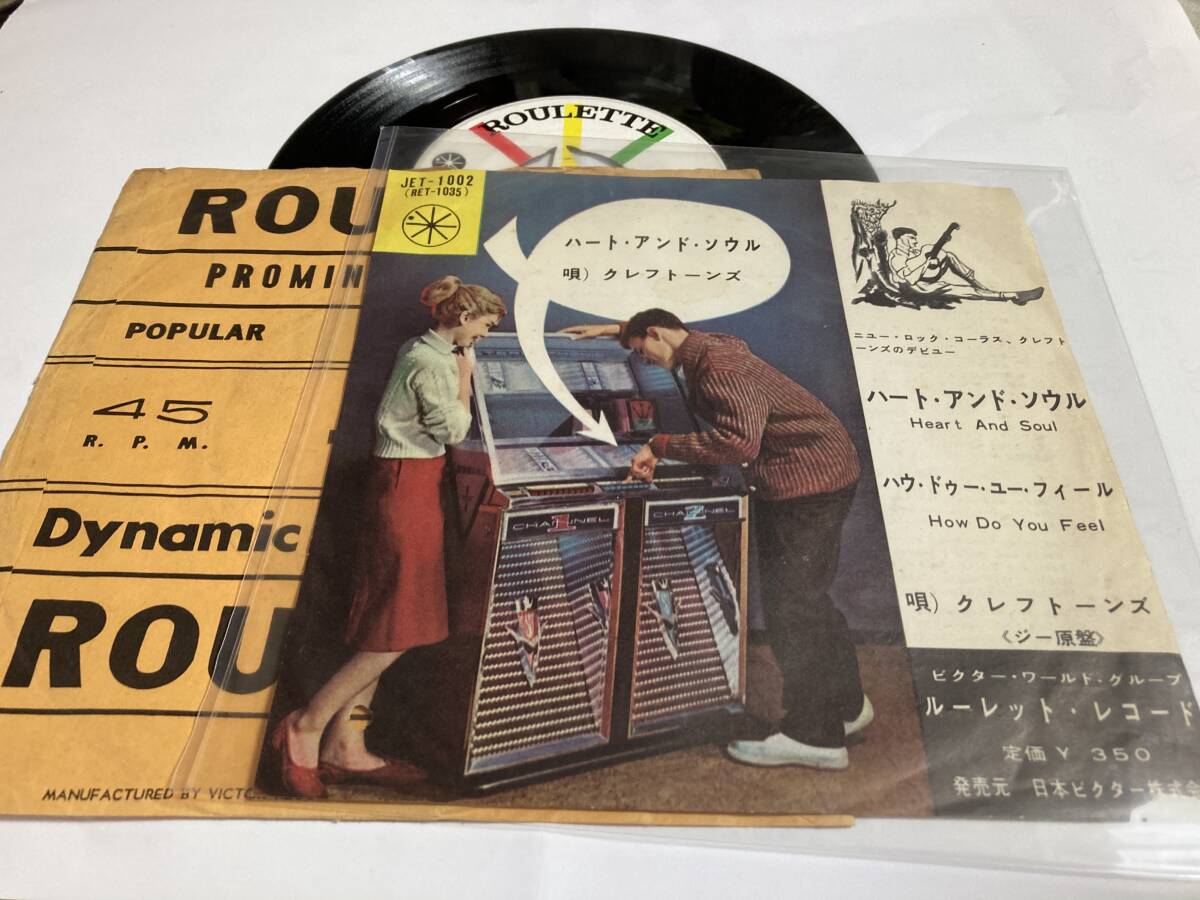 ROULETTE
ROU
PROMIN
POPULAR
45
R. P. M.
Dynamic
ROU
MANUFACTURED BY VICTO
JET-1002
(RET-1035)
ハート・アンド・ソウル
唄) クレフトーンズ
CHANNEL
CHANNEL
ニュー・ロック・コーラス、クレフト
ーンズのデビュー
ハート・アンド・ソウル
Heart And Soul
ハウ・ドゥー・ユー・フィール
How Do You Feel
唄) クレフトーンズ
《ジー原盤》
ビクター・ワールド・グループ
ルーレット・レコード
定価 ¥ 350
発売元 日本ビクター株式会